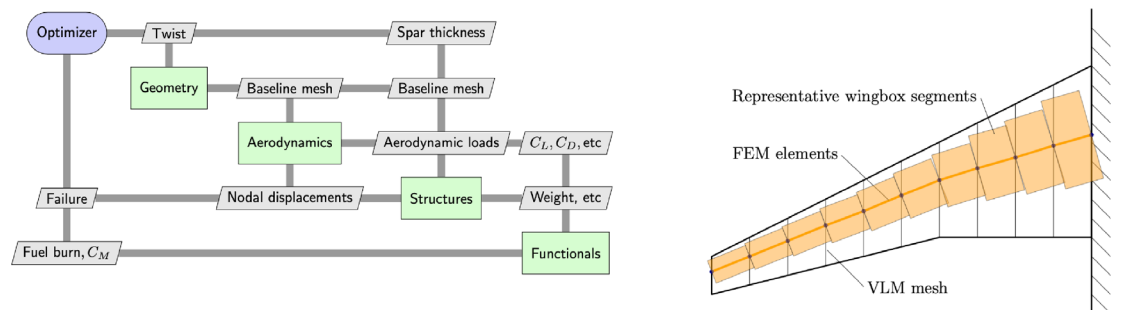 Optimizer
Twist
Spar thickness
Geometry
Baseline mesh
Baseline mesh
Aerodynamics
Aerodynamic loads
C_L, C_D, etc
Failure
Nodal displacements
Structures
Weight, etc
Fuel burn, C_M
Functionals
Representative wingbox segments
FEM elements
VLM mesh